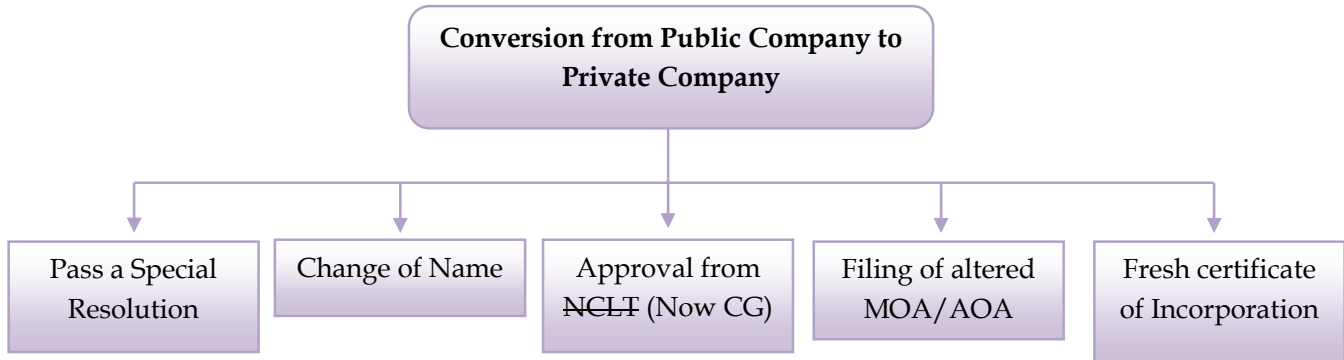 Conversion from Public Company to
Private Company
Pass a Special
Resolution
Change of Name
Approval from
NCLT (Now CG)
Filing of altered
MOA/AOA
Fresh certificate
of Incorporation